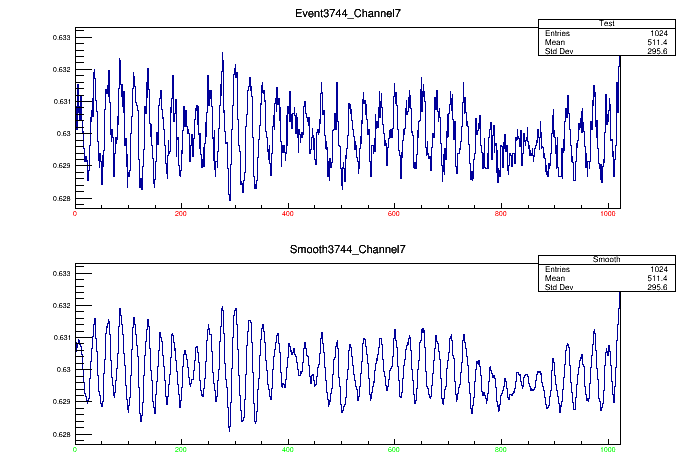 Event3744_Channel7
Test
Entries 1024
Mean 511.4
Std Dev 295.6
0.633
0.632
0.631
0.63
0.629
0.628
0 200 400 600 800 1000
Smooth3744_Channel7
Smooth
Entries 1024
Mean 511.4
Std Dev 295.6
0.633
0.632
0.631
0.63
0.629
0.628
0 200 400 600 800 1000